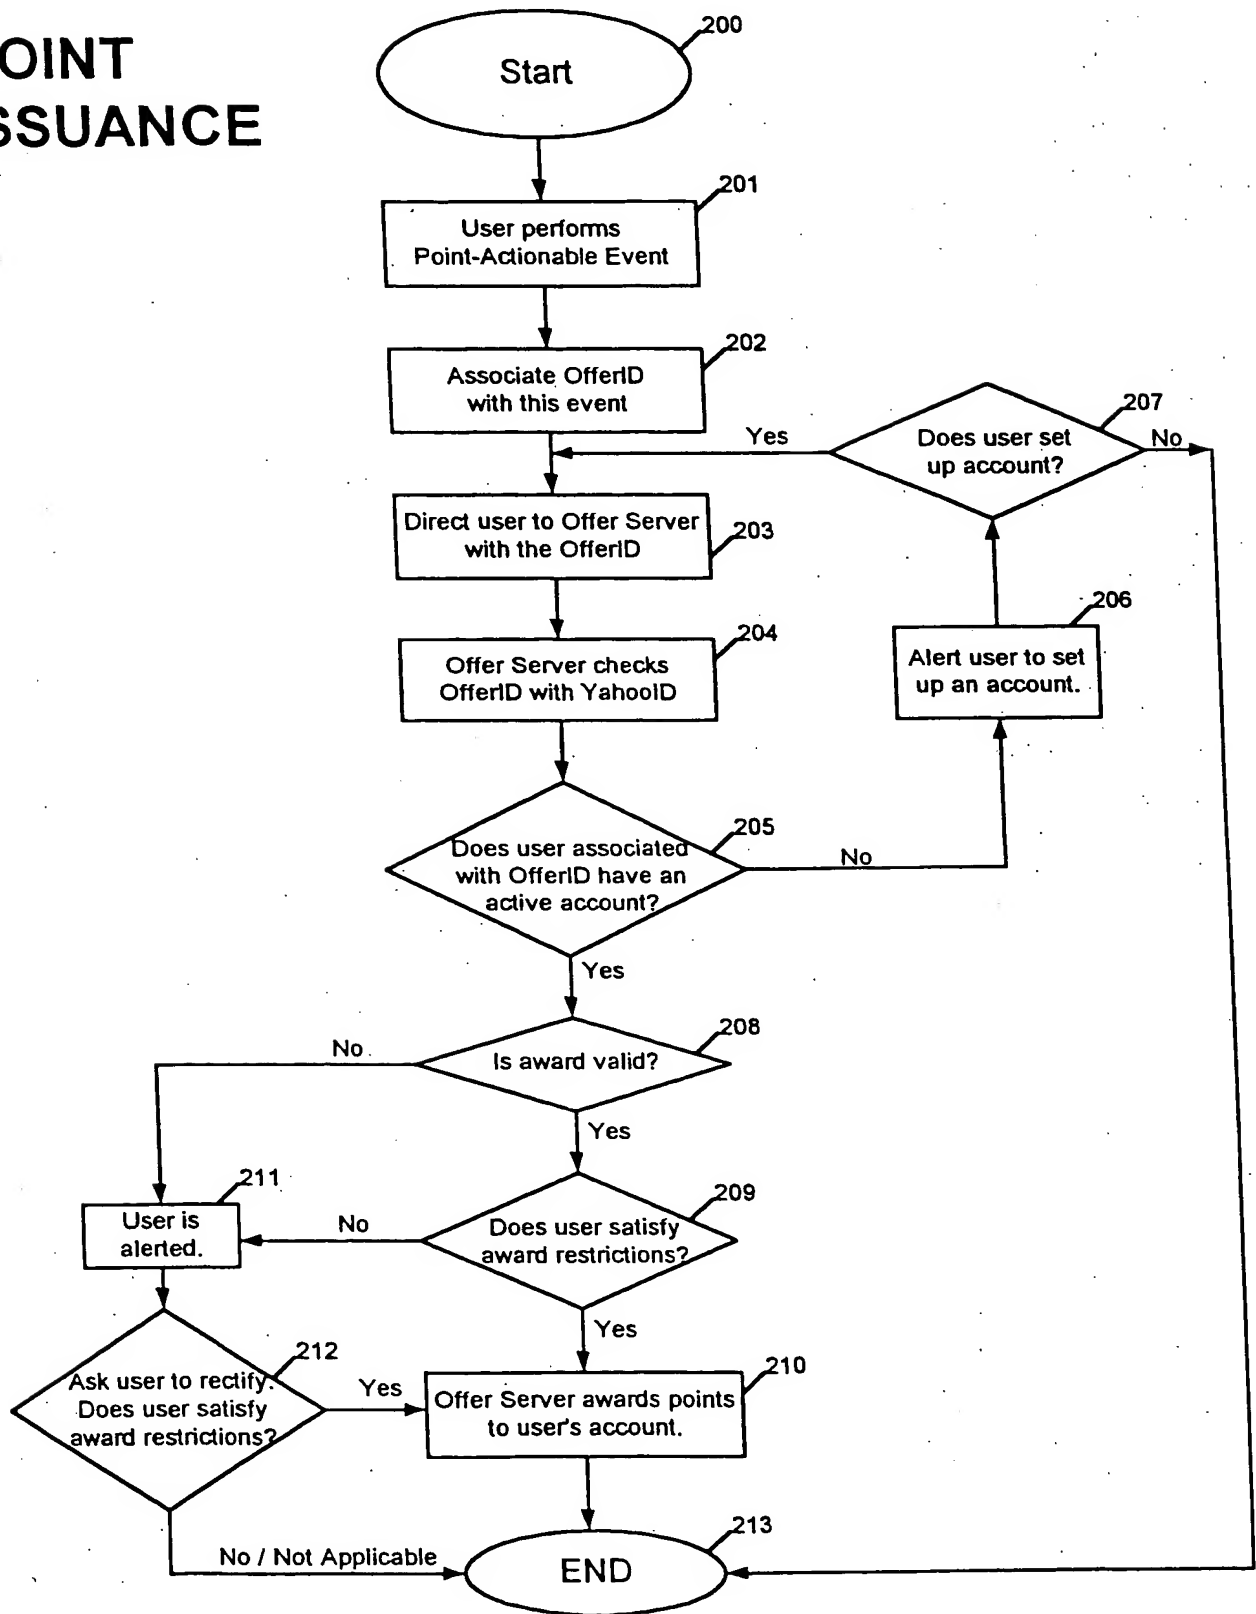 OINT
SSUANCE
200
Start
201
User performs
Point-Actionable Event
202
Associate OfferID
with this event
207
Does user set
up account?
Yes
No
Direct user to Offer Server
with the OfferID
203
206
Alert user to set
up an account.
204
Offer Server checks
OfferID with YahooID
205
Does user associated
with OfferID have an
active account?
No
Yes
208
Is award valid?
No
Yes
211
User is
alerted.
209
Does user satisfy
award restrictions?
No
Yes
212
Ask user to rectify.
Does user satisfy
award restrictions?
Yes
210
Offer Server awards points
to user's account.
No / Not Applicable
213
END